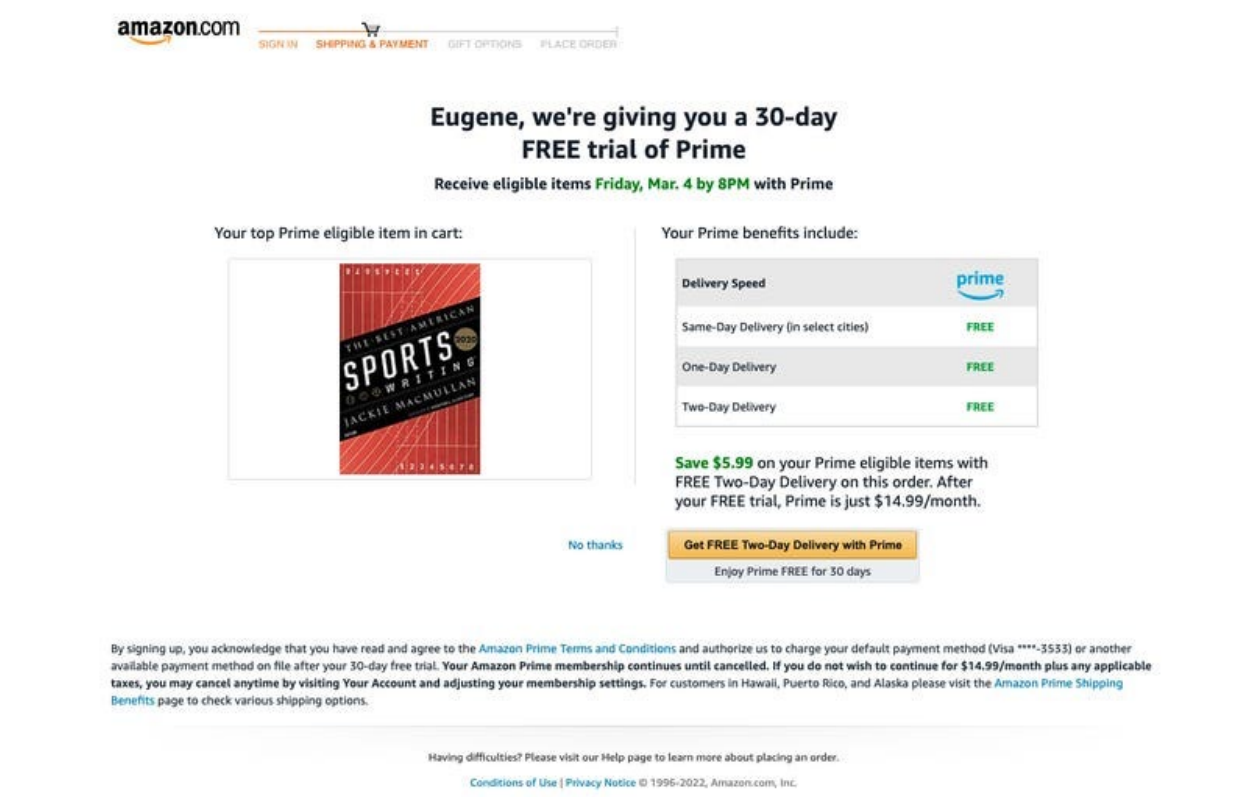 amazon.com
SIGN IN SHIPPING & PAYMENT GIFT OPTIONS PLACE ORDER
Eugene, we're giving you a 30-day
FREE trial of Prime
Receive eligible items Friday, Mar. 4 by 8PM with Prime
Your top Prime eligible item in cart:
THE BEST AMERICAN
SPORTS 2020
WRITING
JACKIE MACMULLAN
1 2 3 4 5 6 7 8
Your Prime benefits include:
Delivery Speed prime
Same-Day Delivery (in select cities) FREE
One-Day Delivery FREE
Two-Day Delivery FREE
Save $5.99 on your Prime eligible items with
FREE Two-Day Delivery on this order. After
your FREE trial, Prime is just $14.99/month.
No thanks
Get FREE Two-Day Delivery with Prime
Enjoy Prime FREE for 30 days
By signing up, you acknowledge that you have read and agree to the Amazon Prime Terms and Conditions and authorize us to charge your default payment method (Visa ****-3533) or another
available payment method on file after your 30-day free trial. Your Amazon Prime membership continues until cancelled. If you do not wish to continue for $14.99/month plus any applicable
taxes, you may cancel anytime by visiting Your Account and adjusting your membership settings. For customers in Hawaii, Puerto Rico, and Alaska please visit the Amazon Prime Shipping
Benefits page to check various shipping options.
Having difficulties? Please visit our Help page to learn more about placing an order.
Conditions of Use | Privacy Notice © 1996-2022, Amazon.com, Inc.